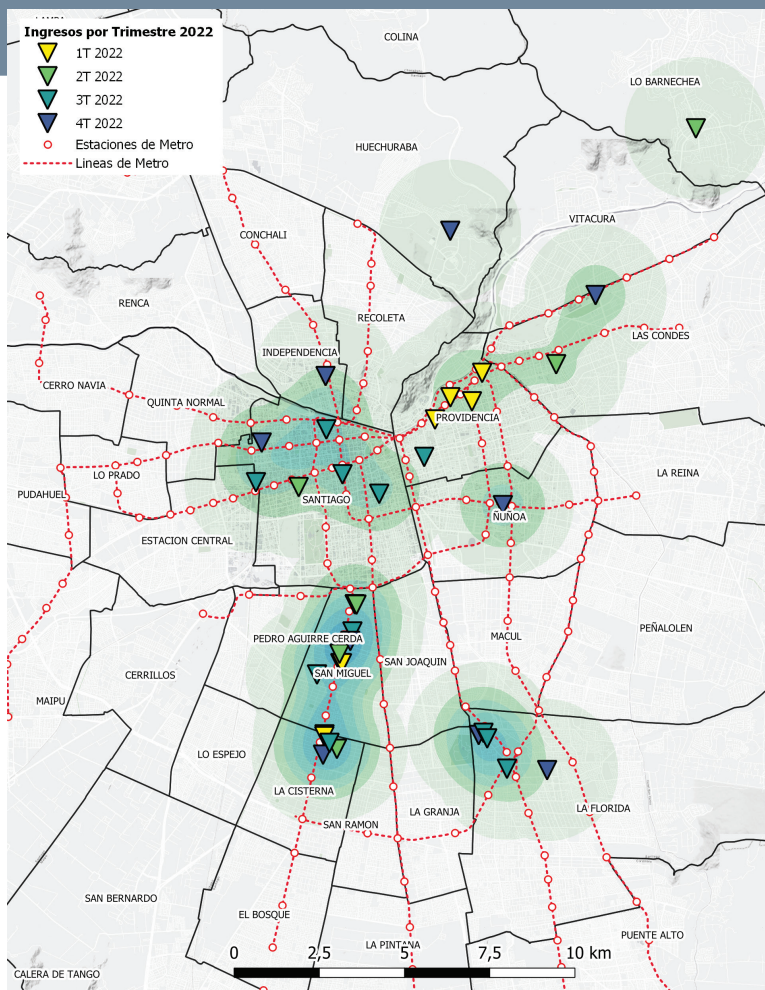 Ingresos por Trimestre 2022
1T 2022
2T 2022
3T 2022
4T 2022
Estaciones de Metro
Lineas de Metro
COLINA
LO BARNECHEA
HUECHURABA
VITACURA
CONCHALI
RENCA
RECOLETA
LAS CONDES
INDEPENDENCIA
CERRO NAVIA
QUINTA NORMAL
PROVIDENCIA
LO PRADO
LA REINA
PUDAHUEL
SANTIAGO
ÑUÑOA
ESTACION CENTRAL
PEÑALOLEN
PEDRO AGUIRRE CERDA
MACUL
SAN JOAQUIN
CERRILLOS
SAN MIGUEL
MAIPU
LO ESPEJO
LA CISTERNA
LA GRANJA
LA FLORIDA
SAN RAMON
SAN BERNARDO
EL BOSQUE
PUENTE ALTO
LA PINTANA
0 2,5 5 7,5 10 km
CALERA DE TANGO